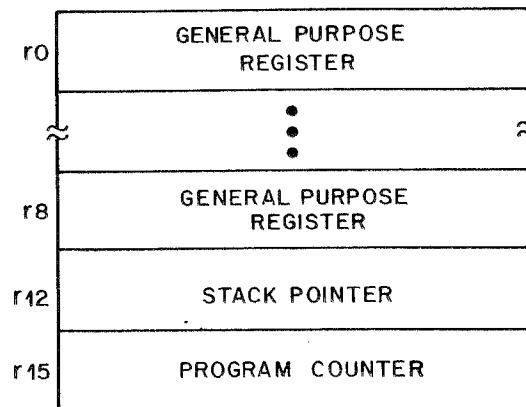 r0
GENERAL PURPOSE
REGISTER
r8
GENERAL PURPOSE
REGISTER
r12
STACK POINTER
r15
PROGRAM COUNTER